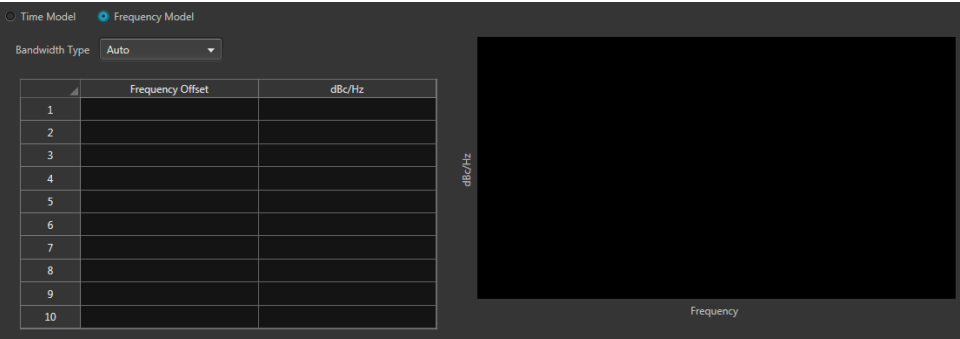 Time Model Frequency Model
Bandwidth Type Auto
Frequency Offset dBc/Hz
1
2
3
4
5
6
7
8
9
10
dBc/Hz
Frequency